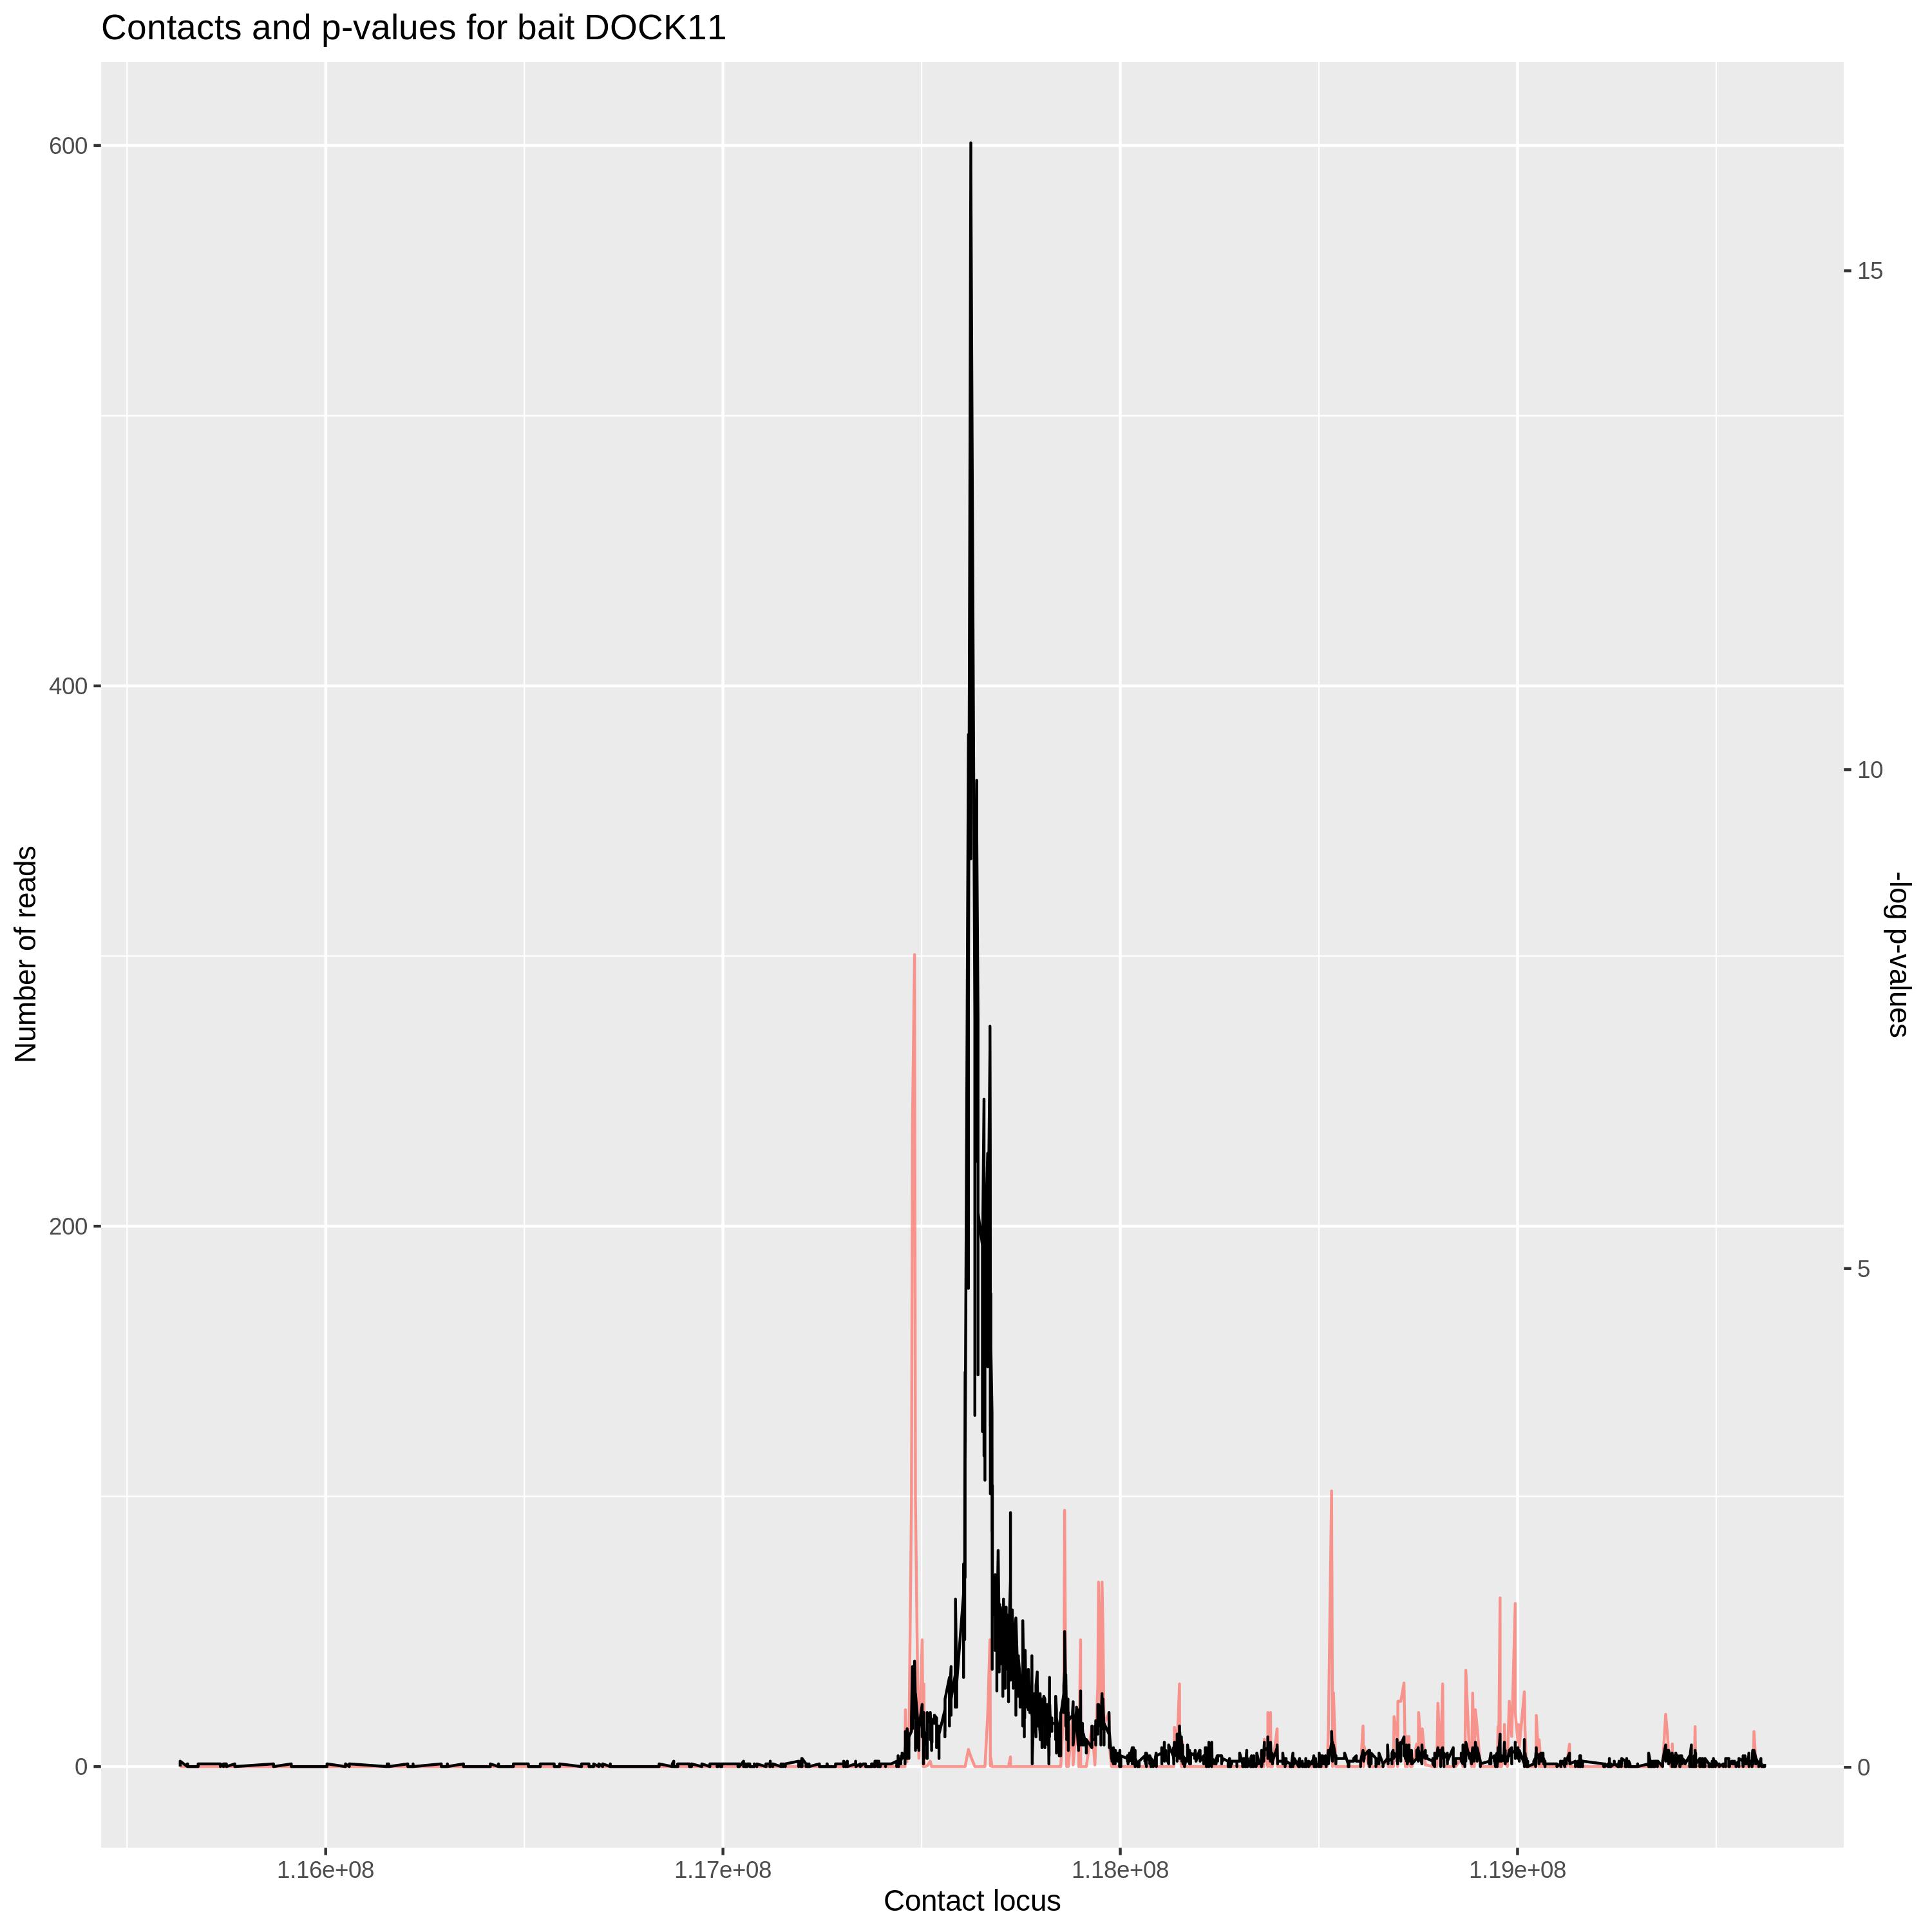 Contacts and p-values for bait DOCK11
600
400
200
0
Number of reads
15
10
5
0
-log p-values
1.16e+08
1.17e+08
1.18e+08
1.19e+08
Contact locus